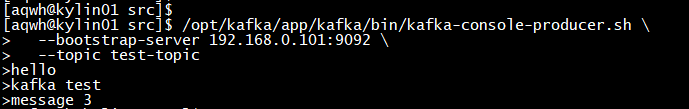 [aqwh@kylin01 src]$
[aqwh@kylin01 src]$ /opt/kafka/app/kafka/bin/kafka-console-producer.sh \
>   --bootstrap-server 192.168.0.101:9092 \
>   --topic test-topic
>hello
>kafka test
>message 3